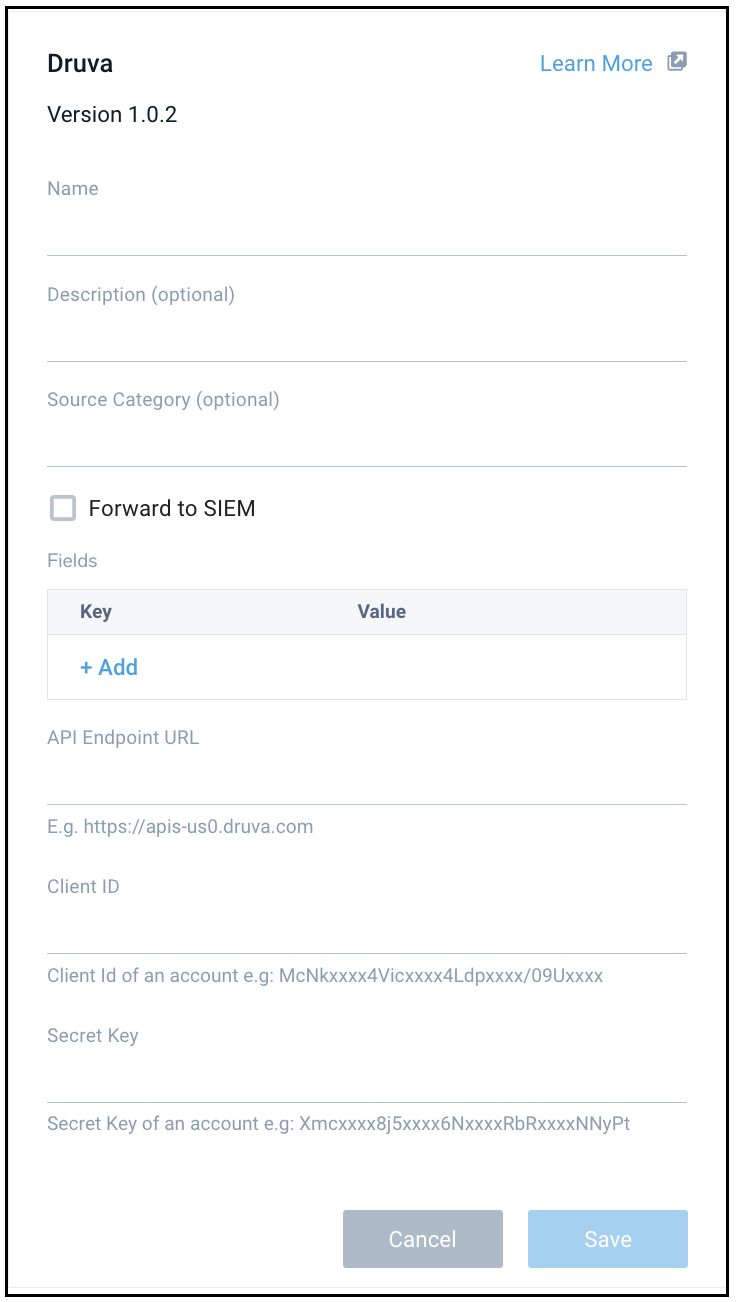 Druva
Learn More
Version 1.0.2
Name
Description (optional)
Source Category (optional)
Forward to SIEM
Fields
Key Value
+ Add
API Endpoint URL
E.g. https://apis-us0.druva.com
Client ID
Client Id of an account e.g: McNkxxxx4Vicxxxx4Ldpxxxx/09Uxxxx
Secret Key
Secret Key of an account e.g: Xmcxxxx8j5xxxx6NxxxxRbRxxxxNNyPt
Cancel Save